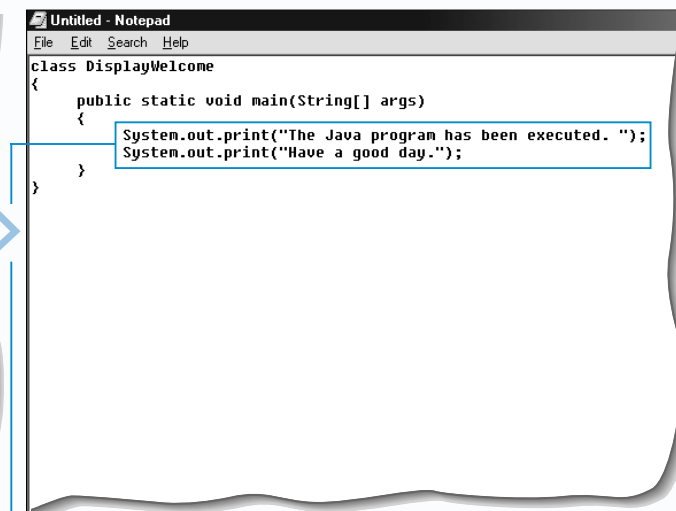 Untitled - Notepad
File Edit Search Help
class DisplayWelcome
{
public static void main(String[] args)
{
System.out.print("The Java program has been executed. ");
System.out.print("Have a good day.");
}
}